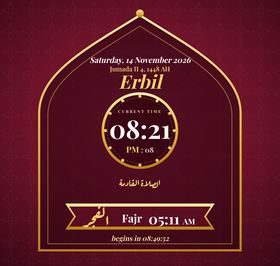 Saturday, 14 November 2026
Jumada II 4, 1448 AH
Erbil
CURRENT TIME
08:21
PM : 08
الصلاة القادمة
الفجر Fajr 05:11 AM
begins in 08:49:52